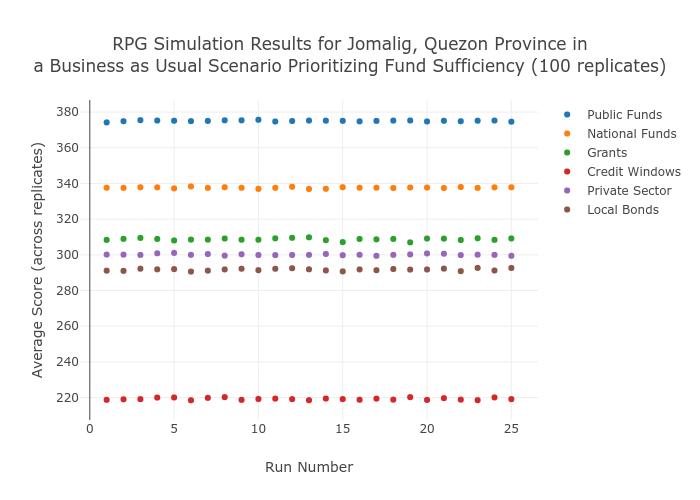 RPG Simulation Results for Jomalig, Quezon Province in
a Business as Usual Scenario Prioritizing Fund Sufficiency (100 replicates)
Public Funds
National Funds
Grants
Credit Windows
Private Sector
Local Bonds
Average Score (across replicates)
380
360
340
320
300
280
260
240
220
0 5 10 15 20 25
Run Number